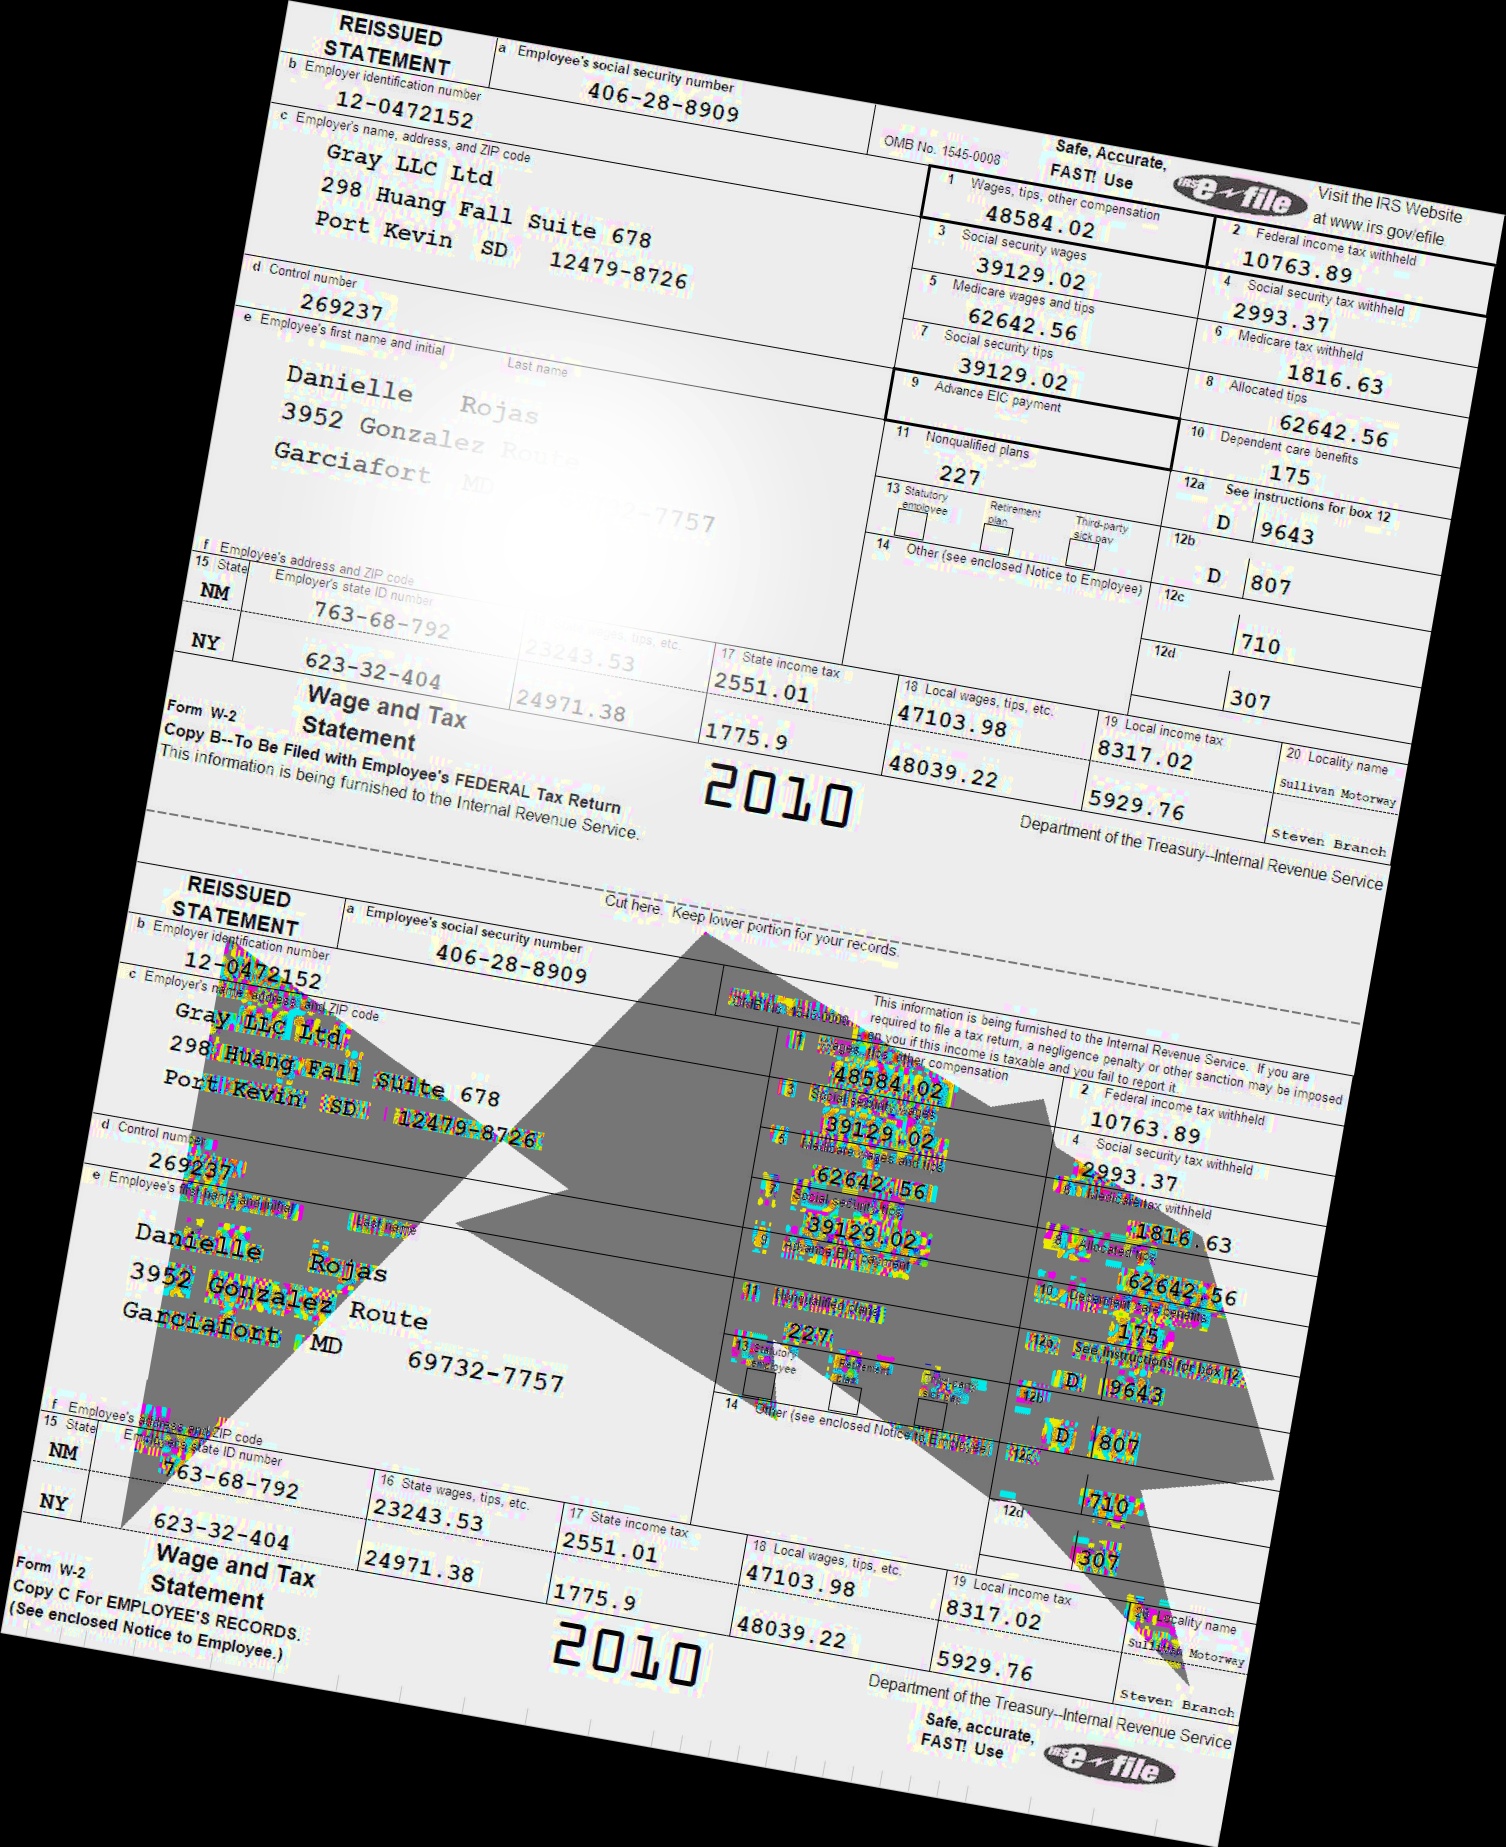 REISSUED
STATEMENT
a Employee's social security number
406-28-8909
OMB No. 1545-0008
Safe, Accurate,
FAST! Use
IRS e-file
Visit the IRS Website
at www irs gov/efile
b Employer identification number
12-0472152
c Employer's name, address, and ZIP code
Gray LLC Ltd
298 Huang Fall Suite 678
Port Kevin SD 12479-8726
1 Wages, tips, other compensation
48584.02
2 Federal income tax withheld
10763.89
3 Social security wages
39129.02
4 Social security tax withheld
2993.37
5 Medicare wages and tips
62642.56
6 Medicare tax withheld
1816.63
d Control number
269237
7 Social security tips
39129.02
8 Allocated tips
62642.56
e Employee's first name and initial Last name
Danielle Rojas
3952 Gonzalez Route
Garciafort MD
-7757
9 Advance EIC payment
10 Dependent care benefits
175
11 Nonqualified plans
227
12a See instructions for box 12
D 9643
13 Statutory employee Retirement plan Third-party sick pay
12b
D 807
14 Other (see enclosed Notice to Employee)
12c
710
12d
307
f Employee's address and ZIP code
15 State Employer's state ID number
NM 763-68-792
NY 623-32-404
wages, tips, etc.
23243.53
24971.38
17 State income tax
2551.01
1775.9
18 Local wages, tips, etc.
47103.98
48039.22
19 Local income tax
8317.02
5929.76
20 Locality name
Sullivan Motorway
Steven Branch
Form W-2
Wage and Tax
Statement
2010
Copy B--To Be Filed with Employee's FEDERAL Tax Return
This information is being furnished to the Internal Revenue Service.
Department of the Treasury--Internal Revenue Service
Cut here. Keep lower portion for your records.
REISSUED
STATEMENT
a Employee's social security number
406-28-8909
OMB No. 1545-0008
This information is being furnished to the Internal Revenue Service. If you are
required to file a tax return, a negligence penalty or other sanction may be imposed
on you if this income is taxable and you fail to report it
b Employer identification number
12-0472152
c Employer's name, address, and ZIP code
Gray LLC Ltd
298 Huang Fall Suite 678
Port Kevin SD 12479-8726
1 Wages, tips, other compensation
48584.02
2 Federal income tax withheld
10763.89
3 Social security wages
39129.02
4 Social security tax withheld
2993.37
5 Medicare wages and tips
62642.56
6 Medicare tax withheld
1816.63
d Control number
269237
7 Social security tips
39129.02
8 Allocated tips
62642.56
e Employee's first name and initial Last name
Danielle Rojas
3952 Gonzalez Route
Garciafort MD
69732-7757
9 Advance EIC payment
10 Dependent care benefits
175
11 Nonqualified plans
227
12a See instructions for box 12
D 9643
13 Statutory employee Retirement plan Third-party sick pay
12b
D 807
14 Other (see enclosed Notice to Employee)
12c
710
12d
307
f Employee's address and ZIP code
15 State Employer's state ID number
NM 763-68-792
NY 623-32-404
16 State wages, tips, etc.
23243.53
24971.38
17 State income tax
2551.01
1775.9
18 Local wages, tips, etc.
47103.98
48039.22
19 Local income tax
8317.02
5929.76
20 Locality name
Sullivan Motorway
Steven Branch
Form W-2
Wage and Tax
Statement
2010
Copy C For EMPLOYEE'S RECORDS.
(See enclosed Notice to Employee.)
Department of the Treasury--Internal Revenue Service
Safe, accurate,
FAST! Use
IRS e-file